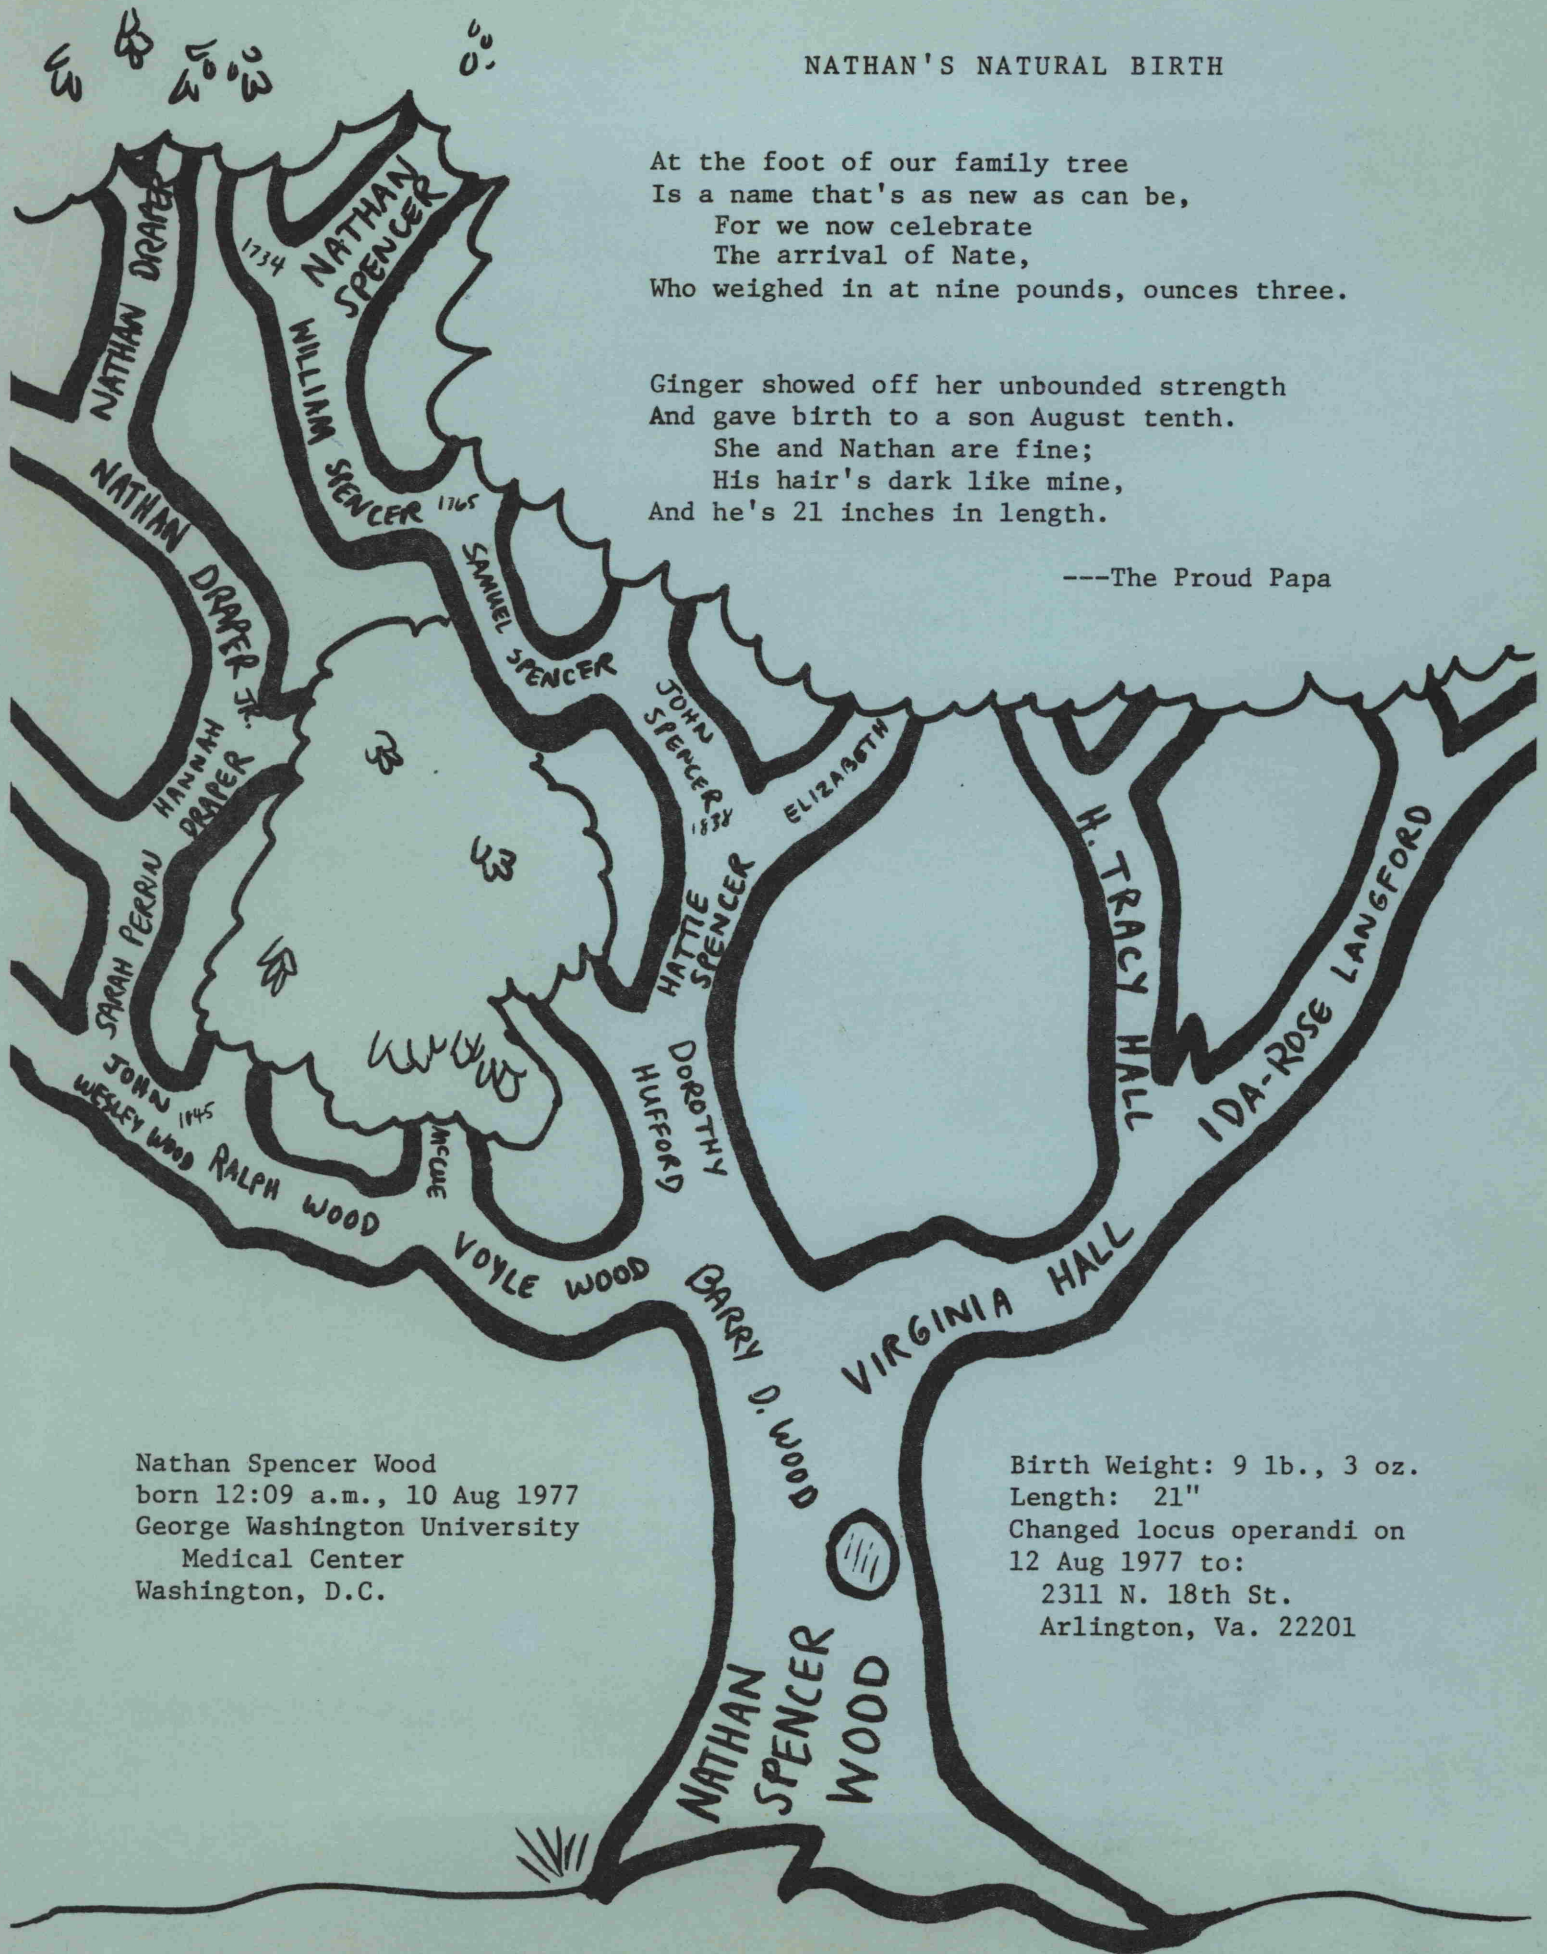 NATHAN'S NATURAL BIRTH
At the foot of our family tree
Is a name that's as new as can be,
For we now celebrate
The arrival of Nate,
Who weighed in at nine pounds, ounces three.
Ginger showed off her unbounded strength
And gave birth to a son August tenth.
She and Nathan are fine;
His hair's dark like mine,
And he's 21 inches in length.
---The Proud Papa
NATHAN DRAPER
1734
NATHAN
SPENCER
WILLIAM SPENCER 1765
NATHAN DRAPER JR.
SAMUEL SPENCER
HANNAH
DRAPER
JOHN
SPENCER
1838
ELIZABETH
SARAH PERRIN
HATTIE
SPENCER
H. TRACY HALL
IDA-ROSE LANGFORD
JOHN
WESLEY WOOD
1845
RALPH WOOD
McCUE
DOROTHY
HUFFORD
VOYLE WOOD
BARRY D. WOOD
VIRGINIA HALL
Nathan Spencer Wood
born 12:09 a.m., 10 Aug 1977
George Washington University
Medical Center
Washington, D.C.
Birth Weight: 9 lb., 3 oz.
Length: 21"
Changed locus operandi on
12 Aug 1977 to:
2311 N. 18th St.
Arlington, Va. 22201
NATHAN
SPENCER
WOOD